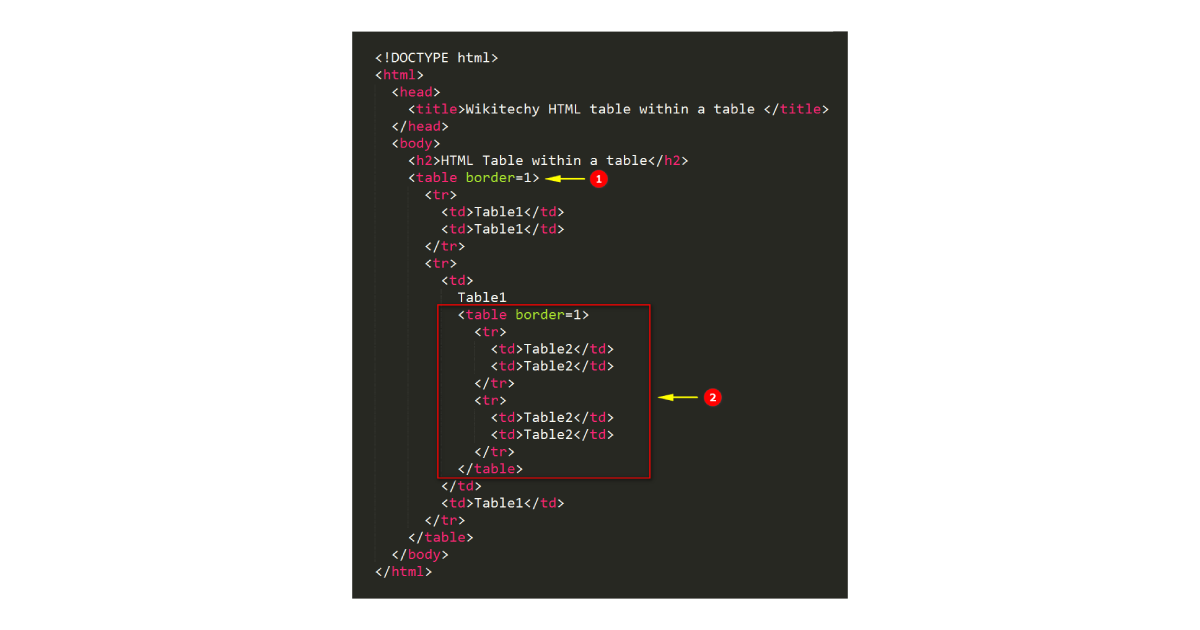 <!DOCTYPE html>
<html>
<head>
<title>Wikitechy HTML table within a table </title>
</head>
<body>
<h2>HTML Table within a table</h2>
<table border=1> 1
<tr>
<td>Table1</td>
<td>Table1</td>
</tr>
<tr>
<td>
Table1
<table border=1>
<tr>
<td>Table2</td>
<td>Table2</td>
</tr>
<tr> 2
<td>Table2</td>
<td>Table2</td>
</tr>
</table>
</td>
<td>Table1</td>
</tr>
</table>
</body>
</html>